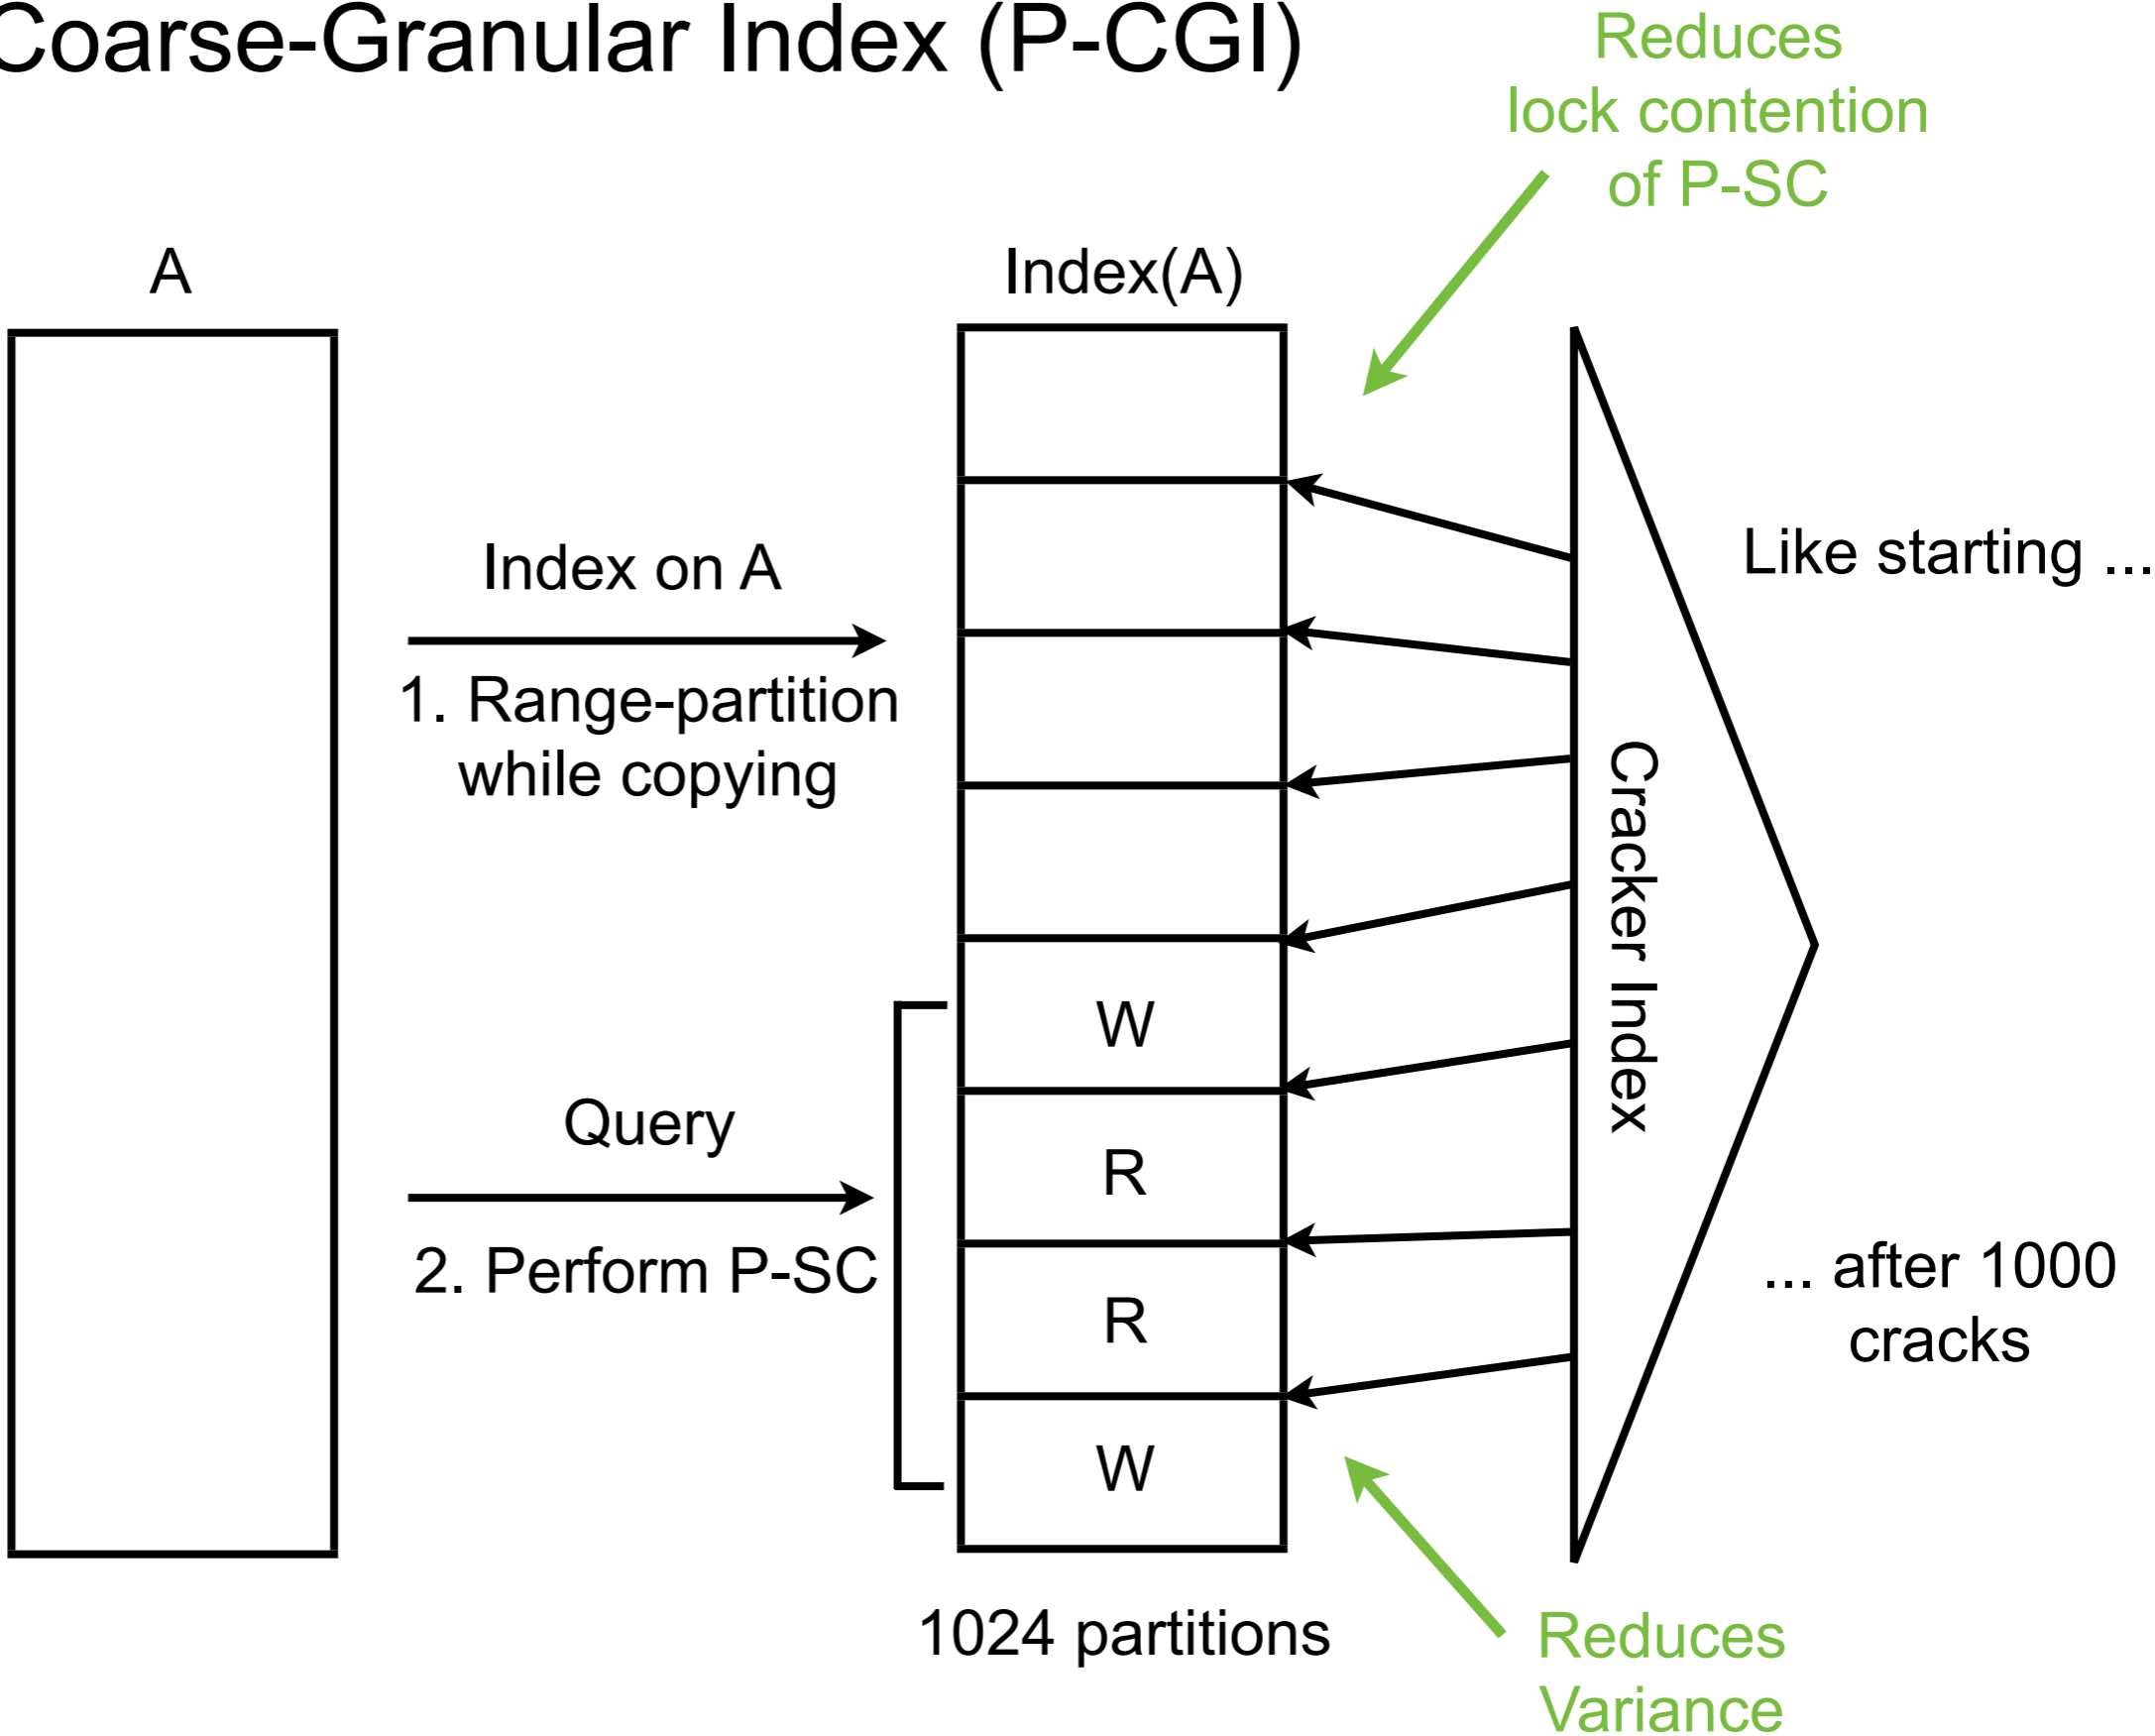 Coarse-Granular Index (P-CGI)
Reduces
lock contention
of P-SC
A
Index(A)
Index on A
1. Range-partition
while copying
Like starting ...
Cracker Index
W
R
R
W
Query
2. Perform P-SC
... after 1000
cracks
1024 partitions
Reduces
Variance